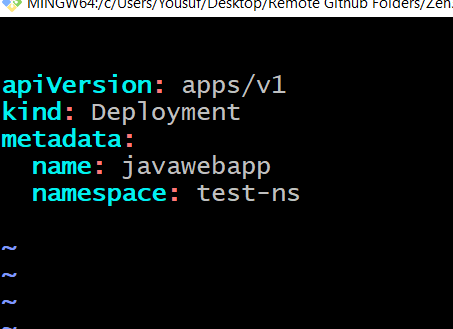 MINGW64:/c/Users/Yousuf/Desktop/Remote Github Folders/Zen.
apiVersion: apps/v1
kind: Deployment
metadata:
  name: javawebapp
  namespace: test-ns
~
~
~
~